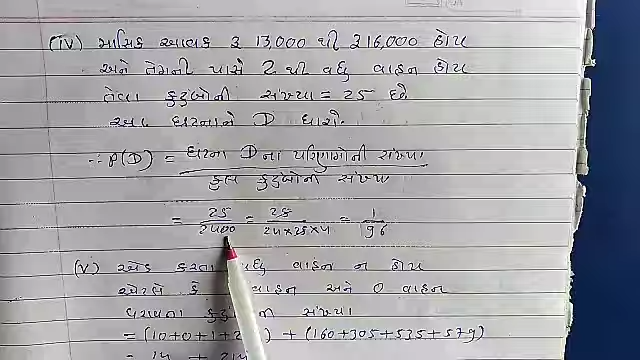 (iv) માસિક આવક ₹ 13,000 થી ₹ 16,000 હોય
અને તેમની પાસે 2 થી વધુ વાહન હોય
તેવા કુટુંબોની સંખ્યા = 25 છે
આ ઘટનાને D ધારો.
∴ P(D) = ઘટના D ના પરિણામોની સંખ્યા
કુલ કુટુંબોની સંખ્યા
= 25/2400 = 25/24×25×4 = 1/96
(v) એક કરતા વધુ વાહન ન હોય
એટલે કે વાહન અને 0 વાહન
ધરાવતા કુટુંબોની સંખ્યા
= (10+0+1+2 ) + (160+305+535+579)
= 14 +